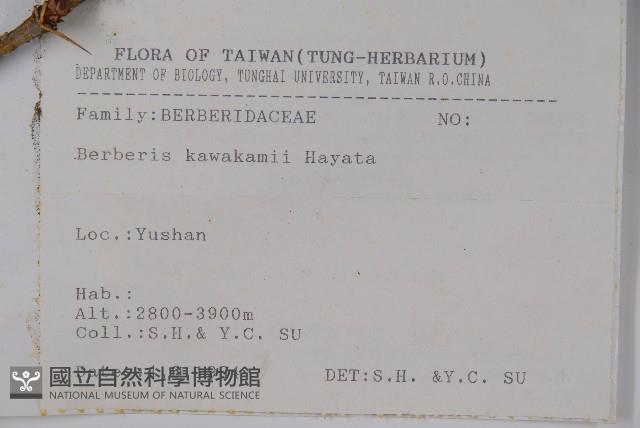 FLORA OF TAIWAN(TUNG-HERBARIUM)
DEPARTMENT OF BIOLOGY, TUNGHAI UNIVERSITY, TAIWAN R.O.CHINA
Family:BERBERIDACEAE NO:
Berberis kawakamii Hayata
Loc.:Yushan
Hab.:
Alt.:2800-3900m
Coll.:S.H.& Y.C. SU
DET:S.H. &Y.C. SU
國立自然科學博物館
NATIONAL MUSEUM OF NATURAL SCIENCE